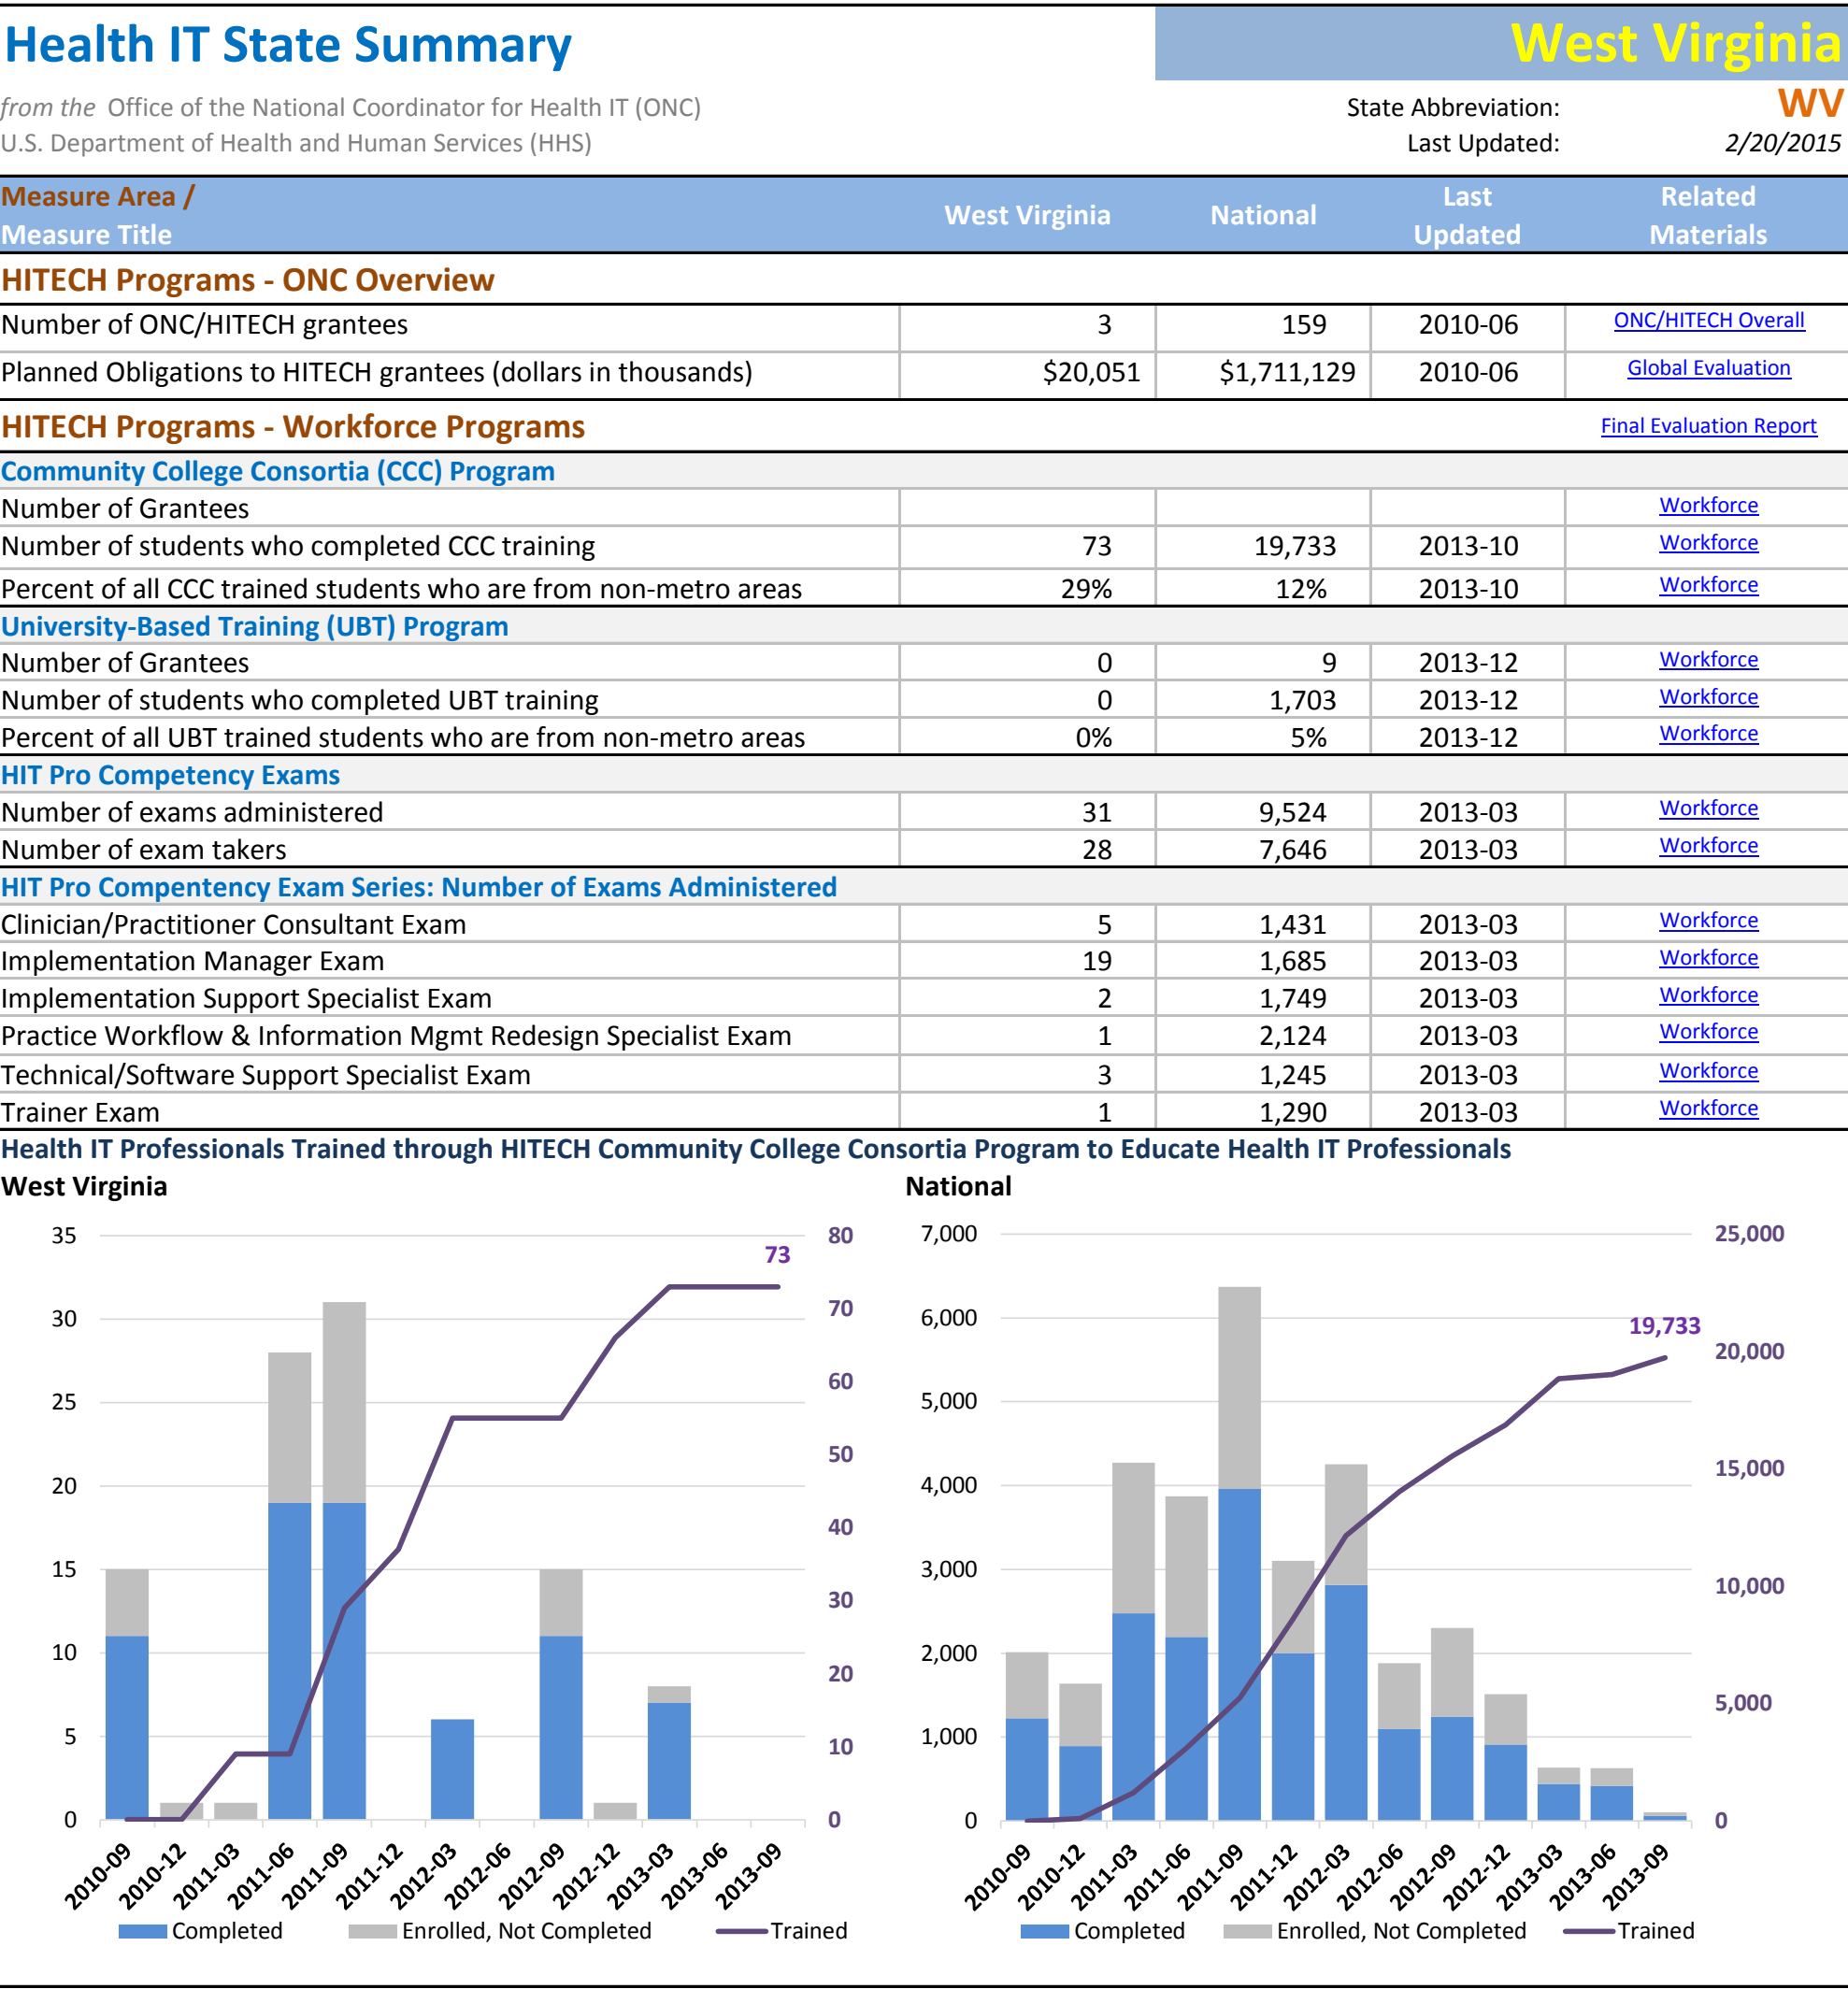 Health IT State Summary
West Virginia
from the Office of the National Coordinator for Health IT (ONC)
State Abbreviation: WV
U.S. Department of Health and Human Services (HHS)
Last Updated: 2/20/2015
Measure Area /
Measure Title
West Virginia
National
Last
Updated
Related
Materials
HITECH Programs - ONC Overview
Number of ONC/HITECH grantees 3 159 2010-06 ONC/HITECH Overall
Planned Obligations to HITECH grantees (dollars in thousands) $20,051 $1,711,129 2010-06 Global Evaluation
HITECH Programs - Workforce Programs Final Evaluation Report
Community College Consortia (CCC) Program
Number of Grantees Workforce
Number of students who completed CCC training 73 19,733 2013-10 Workforce
Percent of all CCC trained students who are from non-metro areas 29% 12% 2013-10 Workforce
University-Based Training (UBT) Program
Number of Grantees 0 9 2013-12 Workforce
Number of students who completed UBT training 0 1,703 2013-12 Workforce
Percent of all UBT trained students who are from non-metro areas 0% 5% 2013-12 Workforce
HIT Pro Competency Exams
Number of exams administered 31 9,524 2013-03 Workforce
Number of exam takers 28 7,646 2013-03 Workforce
HIT Pro Compentency Exam Series: Number of Exams Administered
Clinician/Practitioner Consultant Exam 5 1,431 2013-03 Workforce
Implementation Manager Exam 19 1,685 2013-03 Workforce
Implementation Support Specialist Exam 2 1,749 2013-03 Workforce
Practice Workflow & Information Mgmt Redesign Specialist Exam 1 2,124 2013-03 Workforce
Technical/Software Support Specialist Exam 3 1,245 2013-03 Workforce
Trainer Exam 1 1,290 2013-03 Workforce
Health IT Professionals Trained through HITECH Community College Consortia Program to Educate Health IT Professionals
West Virginia
35
30
25
20
15
10
5
0
73
80
70
60
50
40
30
20
10
0
2010-09 2010-12 2011-03 2011-06 2011-09 2011-12 2012-03 2012-06 2012-09 2012-12 2013-03 2013-06 2013-09
Completed Enrolled, Not Completed Trained
National
7,000
6,000
5,000
4,000
3,000
2,000
1,000
0
19,733
25,000
20,000
15,000
10,000
5,000
0
2010-09 2010-12 2011-03 2011-06 2011-09 2011-12 2012-03 2012-06 2012-09 2012-12 2013-03 2013-06 2013-09
Completed Enrolled, Not Completed Trained